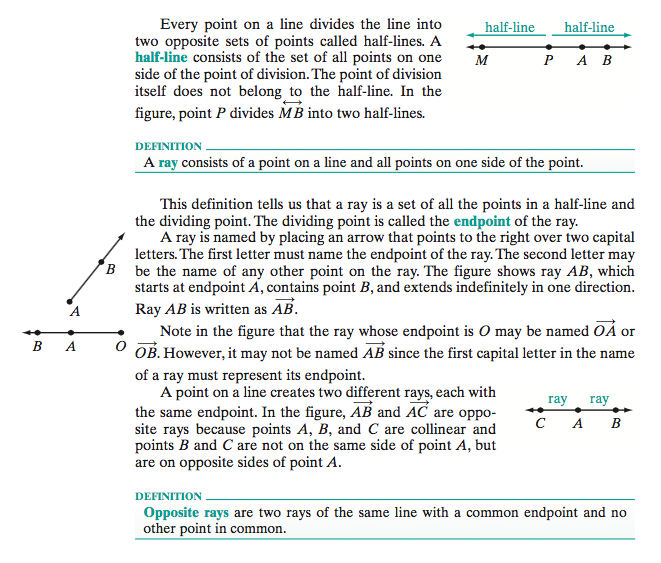 Every point on a line divides the line into
two opposite sets of points called half-lines. A
half-line consists of the set of all points on one
side of the point of division. The point of division
itself does not belong to the half-line. In the
figure, point P divides MB into two half-lines.
half-line half-line
M P A B
DEFINITION
A ray consists of a point on a line and all points on one side of the point.
This definition tells us that a ray is a set of all the points in a half-line and
the dividing point. The dividing point is called the endpoint of the ray.
A ray is named by placing an arrow that points to the right over two capital
letters. The first letter must name the endpoint of the ray. The second letter may
be the name of any other point on the ray. The figure shows ray AB, which
starts at endpoint A, contains point B, and extends indefinitely in one direction.
Ray AB is written as AB.
B
A
Note in the figure that the ray whose endpoint is O may be named OA or
OB. However, it may not be named AB since the first capital letter in the name
of a ray must represent its endpoint.
B A O
A point on a line creates two different rays, each with
the same endpoint. In the figure, AB and AC are oppo-
site rays because points A, B, and C are collinear and
points B and C are not on the same side of point A, but
are on opposite sides of point A.
ray ray
C A B
DEFINITION
Opposite rays are two rays of the same line with a common endpoint and no
other point in common.